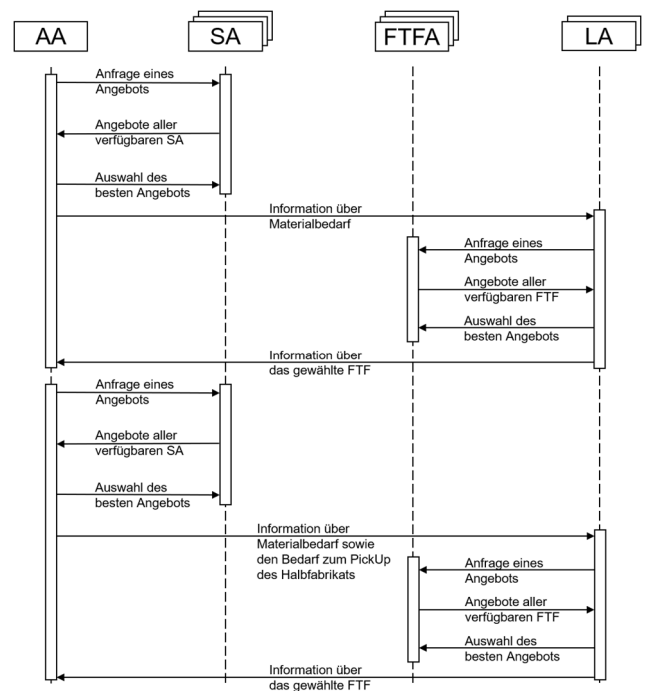 AA
SA
FTFA
LA
Anfrage eines
Angebots
Angebote aller
verfügbaren SA
Auswahl des
besten Angebots
Information über
Materialbedarf
Anfrage eines
Angebots
Angebote aller
verfügbaren FTF
Auswahl des
besten Angebots
Information über
das gewählte FTF
Anfrage eines
Angebots
Angebote aller
verfügbaren SA
Auswahl des
besten Angebots
Information über
Materialbedarf sowie
den Bedarf zum PickUp
des Halbfabrikats
Anfrage eines
Angebots
Angebote aller
verfügbaren FTF
Auswahl des
besten Angebots
Information über
das gewählte FTF